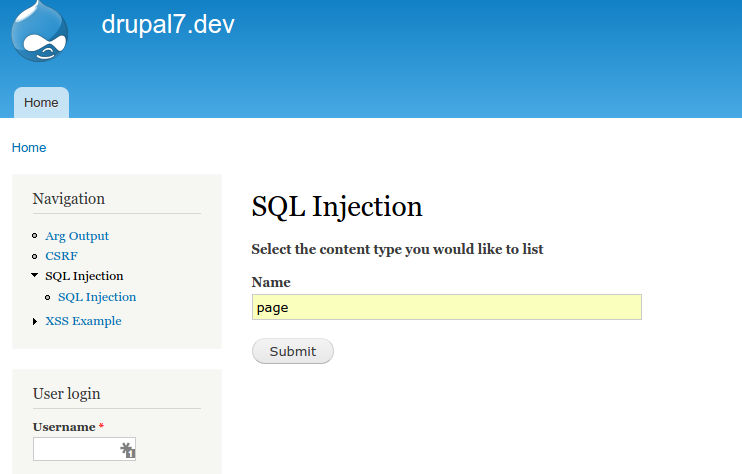 drupal7.dev
Home
Home
Navigation
Arg Output
CSRF
SQL Injection
SQL Injection
XSS Example
User login
Username *
1
SQL Injection
Select the content type you would like to list
Name
page
Submit